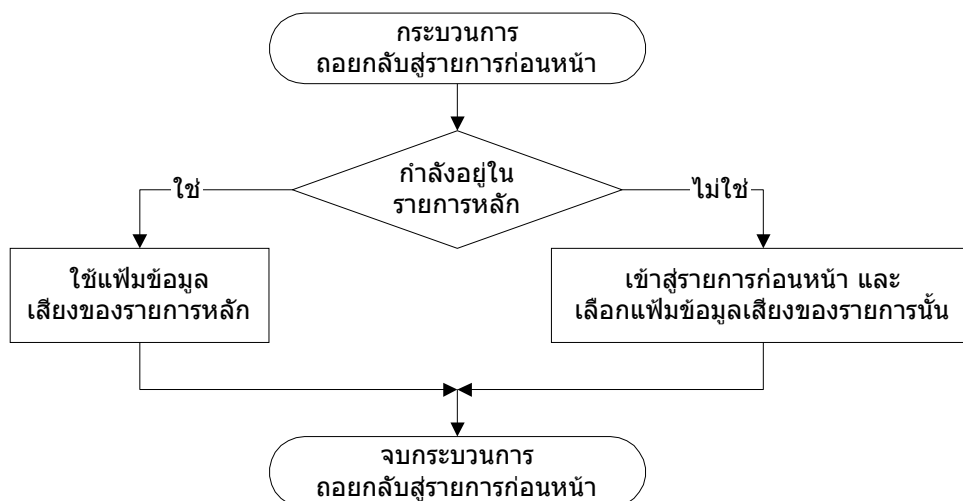 กระบวนการ
ถอยกลับสู่รายการก่อนหน้า
กำลังอยู่ใน
รายการหลัก
ใช่
ไม่ใช่
ใช้แฟ้มข้อมูล
เสียงของรายการหลัก
เข้าสู่รายการก่อนหน้า และ
เลือกแฟ้มข้อมูลเสียงของรายการนั้น
จบกระบวนการ
ถอยกลับสู่รายการก่อนหน้า